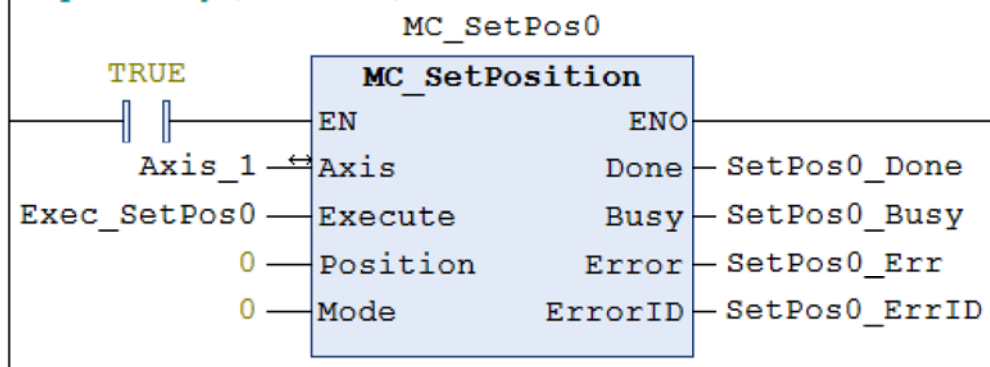 MC_SetPos0
TRUE
MC_SetPosition
EN ENO
Axis_1 Axis Done SetPos0_Done
Exec_SetPos0 Execute Busy SetPos0_Busy
0 Position Error SetPos0_Err
0 Mode ErrorID SetPos0_ErrID